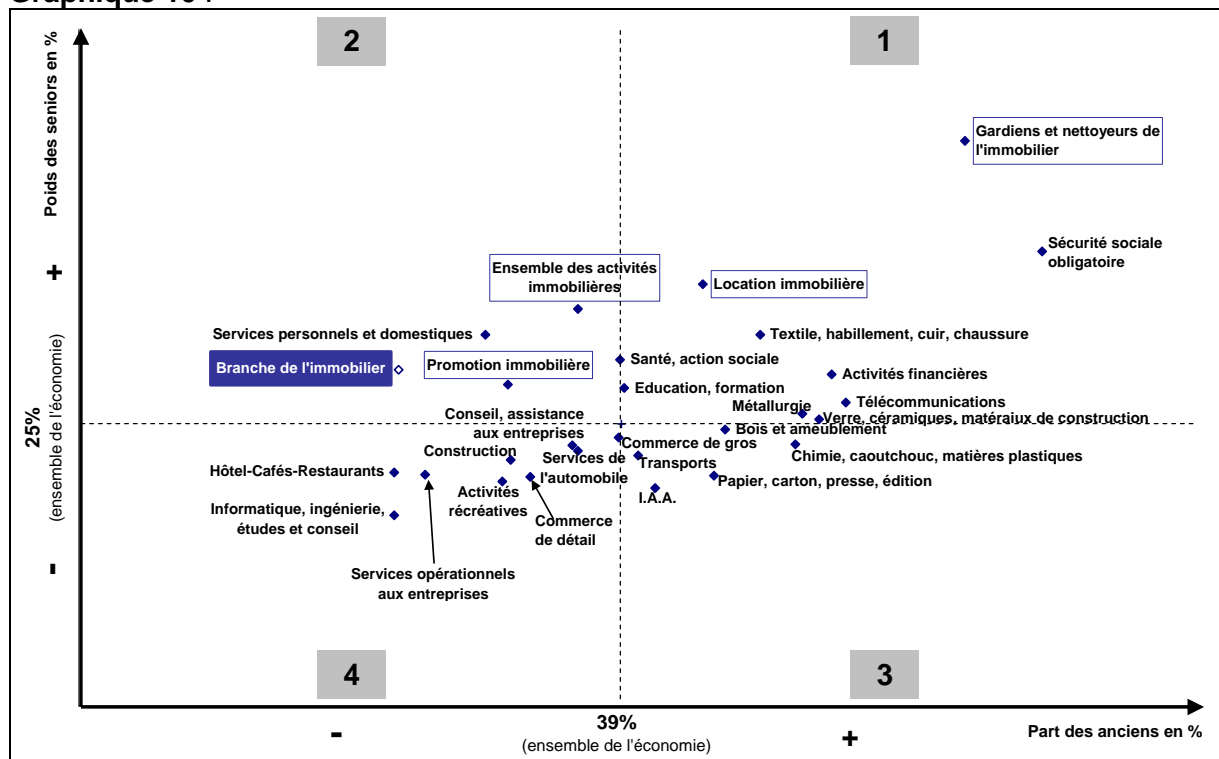 2
1
Poids des seniors en %
+
25%
(ensemble de l'économie)
-
Gardiens et nettoyeurs de
l'immobilier
Sécurité sociale
obligatoire
Ensemble des activités
immobilières
Location immobilière
Services personnels et domestiques
Textile, habillement, cuir, chaussure
Branche de l'immobilier
Promotion immobilière
Santé, action sociale
Activités financières
Education, formation
Télécommunications
Métallurgie
Verre, céramiques, matéraiux de construction
Conseil, assistance
aux entreprises
Bois et ameublement
Commerce de gros
Construction
Services de
l'automobile
Transports
Chimie, caoutchouc, matières plastiques
Hôtel-Cafés-Restaurants
Papier, carton, presse, édition
Activités
récréatives
I.A.A.
Informatique, ingénierie,
études et conseil
Commerce
de détail
Services opérationnels
aux entreprises
4
3
-
39%
(ensemble de l'économie)
+
Part des anciens en %